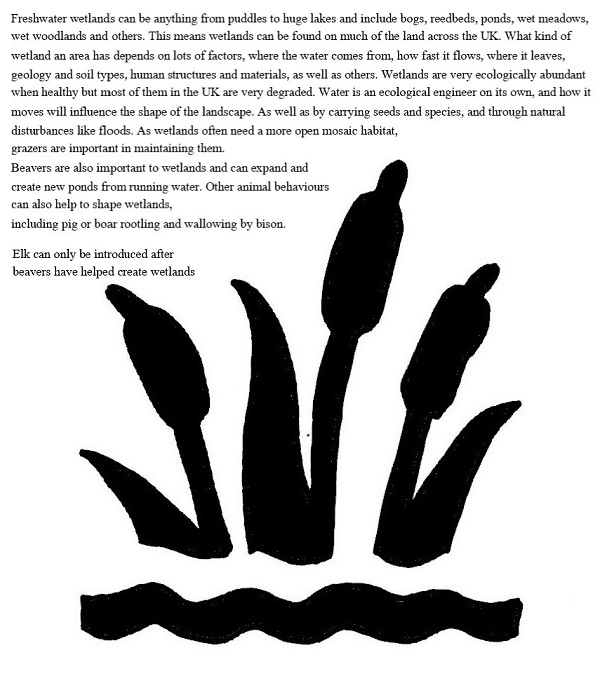 Freshwater wetlands can be anything from puddles to huge lakes and include bogs, reedbeds, ponds, wet meadows,
wet woodlands and others. This means wetlands can be found on much of the land across the UK. What kind of
wetland an area has depends on lots of factors, where the water comes from, how fast it flows, where it leaves,
geology and soil types, human structures and materials, as well as others. Wetlands are very ecologically abundant
when healthy but most of them in the UK are very degraded. Water is an ecological engineer on its own, and how it
moves will influence the shape of the landscape. As well as by carrying seeds and species, and through natural
disturbances like floods. As wetlands often need a more open mosaic habitat,
grazers are important in maintaining them.
Beavers are also important to wetlands and can expand and
create new ponds from running water. Other animal behaviours
can also help to shape wetlands,
including pig or boar rootling and wallowing by bison.
Elk can only be introduced after
beavers have helped create wetlands